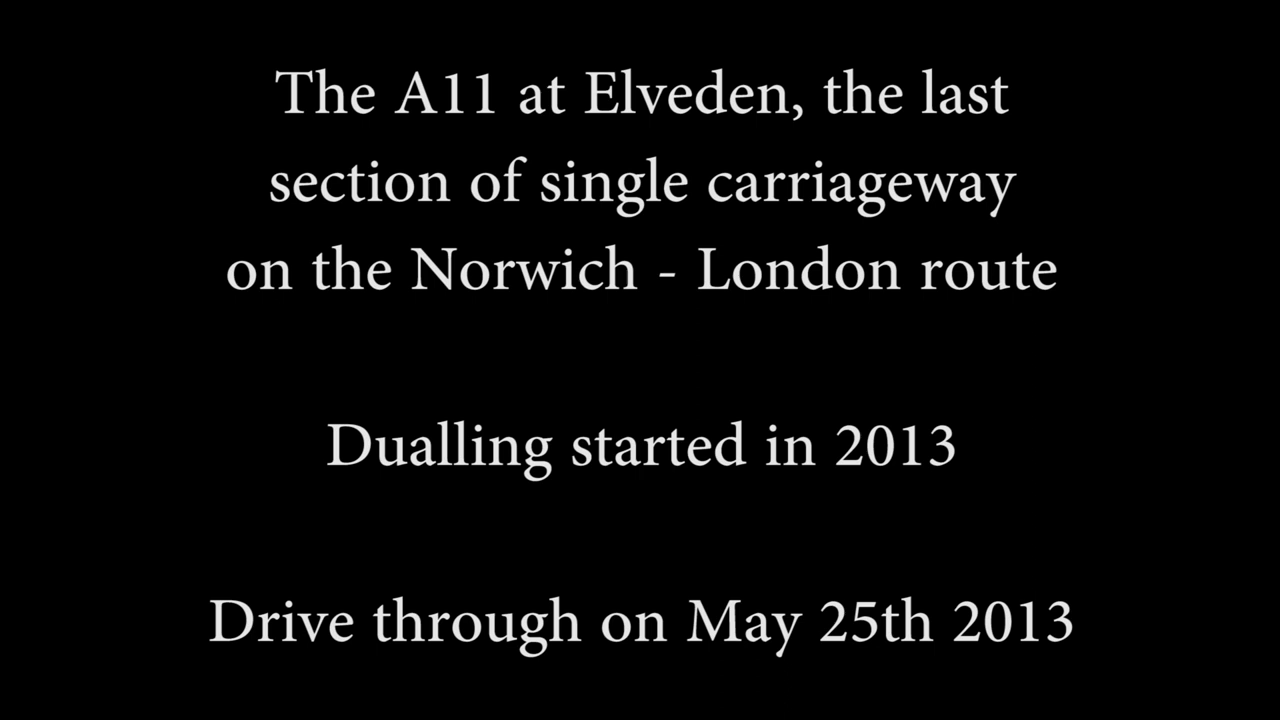 The A11 at Elveden, the last
section of single carriageway
on the Norwich - London route
Dualling started in 2013
Drive through on May 25th 2013